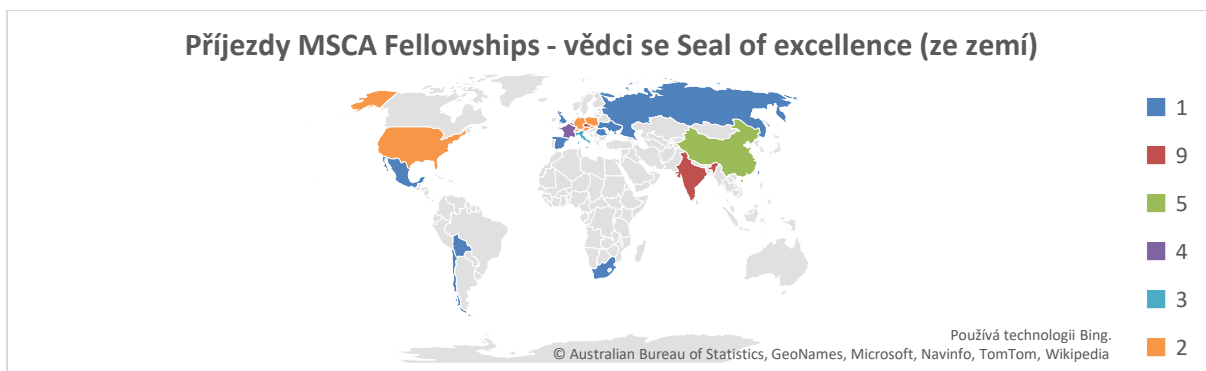 Příjezdy MSCA Fellowships - vědci se Seal of excellence (ze zemí)
1
9
5
4
3
2
Používá technologii Bing.
© Australian Bureau of Statistics, GeoNames, Microsoft, Navinfo, TomTom, Wikipedia